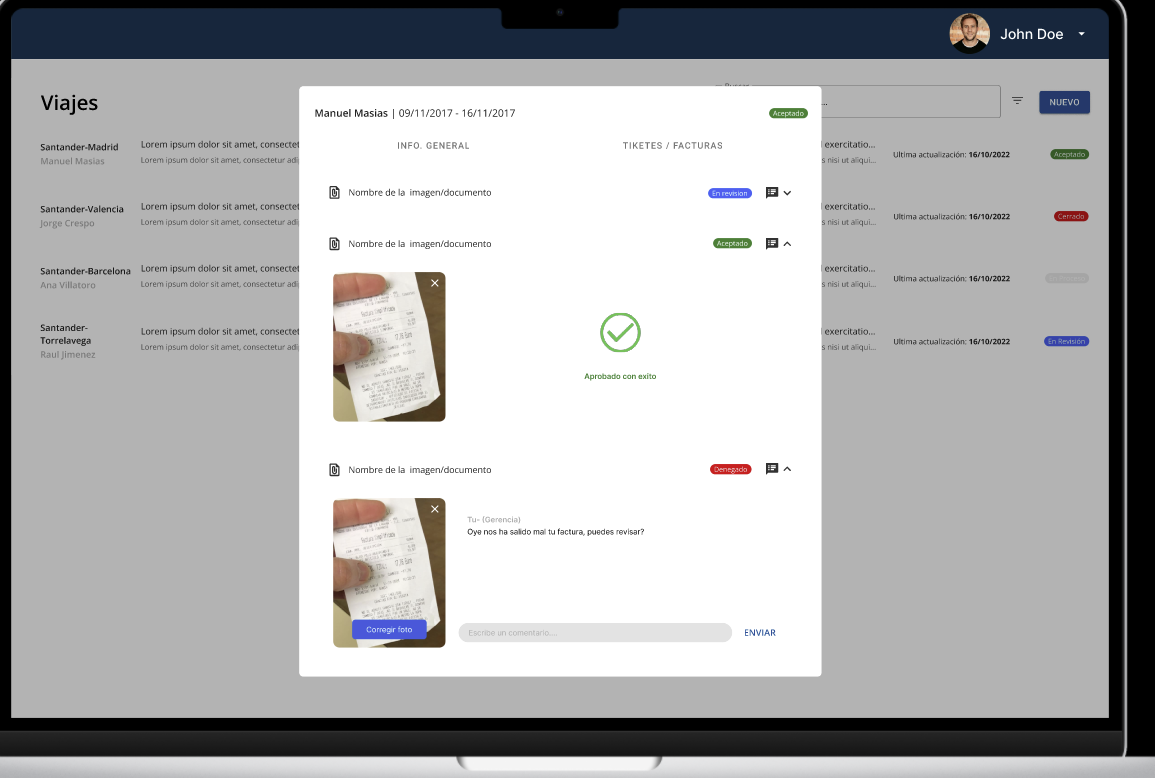 John Doe
Viajes
Buscar
...
NUEVO
Santander-Madrid
Manuel Masias
Lorem ipsum dolor sit amet, consectet
Lorem ipsum dolor sit amet, consectetur adi
exercitatio...
s nisi ut aliqui...
Ultima actualización: 16/10/2022
Aceptado
Santander-Valencia
Jorge Crespo
Lorem ipsum dolor sit amet, consectet
Lorem ipsum dolor sit amet, consectetur adi
exercitatio...
s nisi ut aliqui...
Ultima actualización: 16/10/2022
Cerrado
Santander-Barcelona
Ana Villatoro
Lorem ipsum dolor sit amet, consectet
Lorem ipsum dolor sit amet, consectetur adi
exercitatio...
s nisi ut aliqui...
Ultima actualización: 16/10/2022
Santander-
Torrelavega
Raul Jimenez
Lorem ipsum dolor sit amet, consectet
Lorem ipsum dolor sit amet, consectetur adi
exercitatio...
s nisi ut aliqui...
Ultima actualización: 16/10/2022
En Revisión
Manuel Masias | 09/11/2017 - 16/11/2017
Aceptado
INFO. GENERAL
TIKETES / FACTURAS
Nombre de la imagen/documento
En revision
Nombre de la imagen/documento
Aceptado
Factura Simplificada
Aprobado con exito
Nombre de la imagen/documento
Denegado
Factura Simplificada
Corregir foto
Tu- (Gerencia)
Oye nos ha salido mal tu factura, puedes revisar?
Escribe un comentario...
ENVIAR